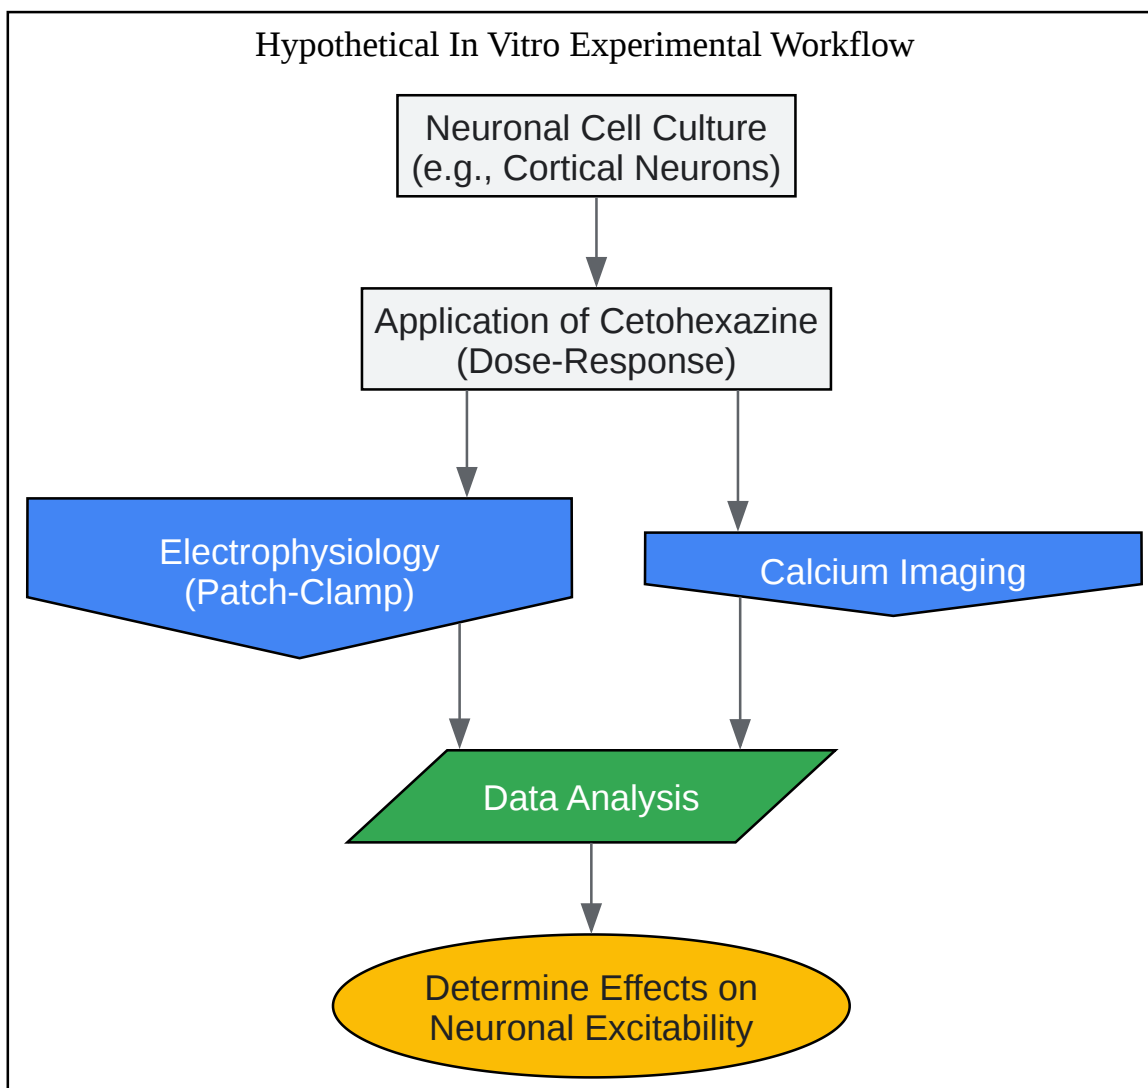 Hypothetical In Vitro Experimental Workflow
Neuronal Cell Culture
(e.g., Cortical Neurons)
Application of Cetohexazine
(Dose-Response)
Electrophysiology
(Patch-Clamp)
Calcium Imaging
Data Analysis
Determine Effects on
Neuronal Excitability